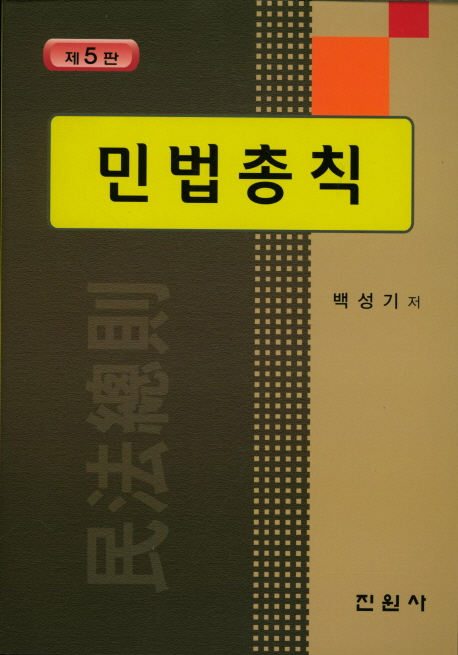 제5판
민법총칙
백성기 저
民法總則
진원사